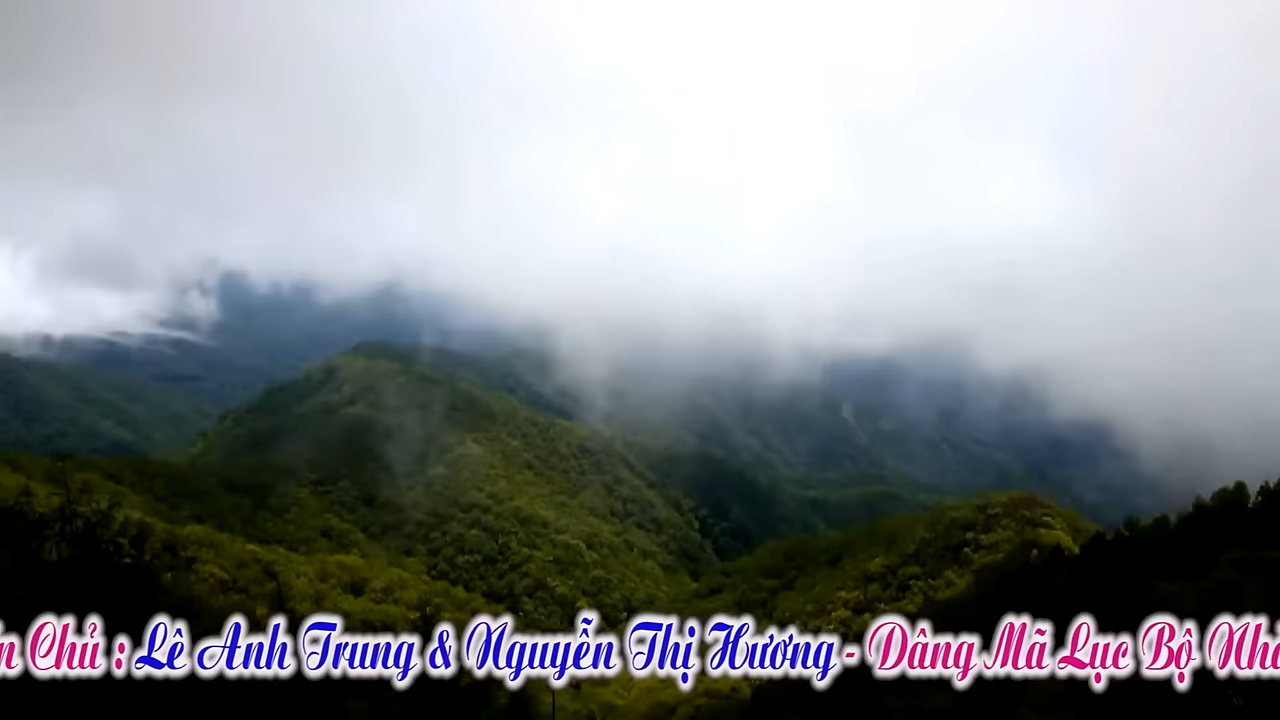 Chủ : Lê Anh Trung & Nguyễn Thị Hương - Dâng Mã Lục Bộ